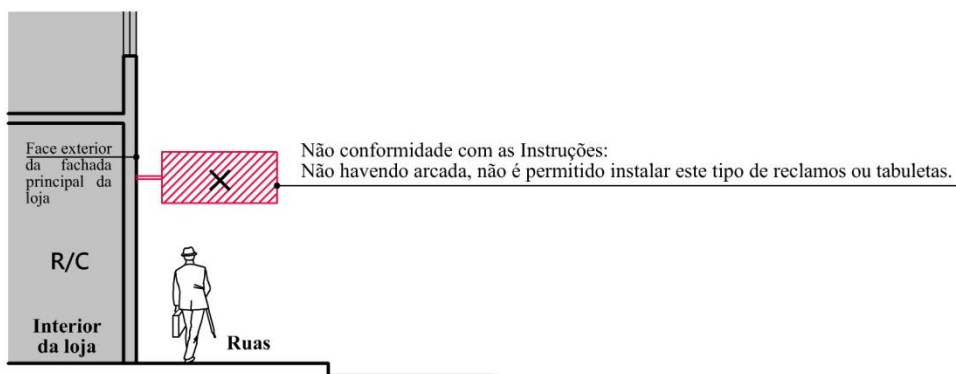 Face exterior
da fachada
principal da
loja
Não conformidade com as Instruções:
Não havendo arcada, não é permitido instalar este tipo de reclamos ou tabuletas.
R/C
Interior
da loja
Ruas